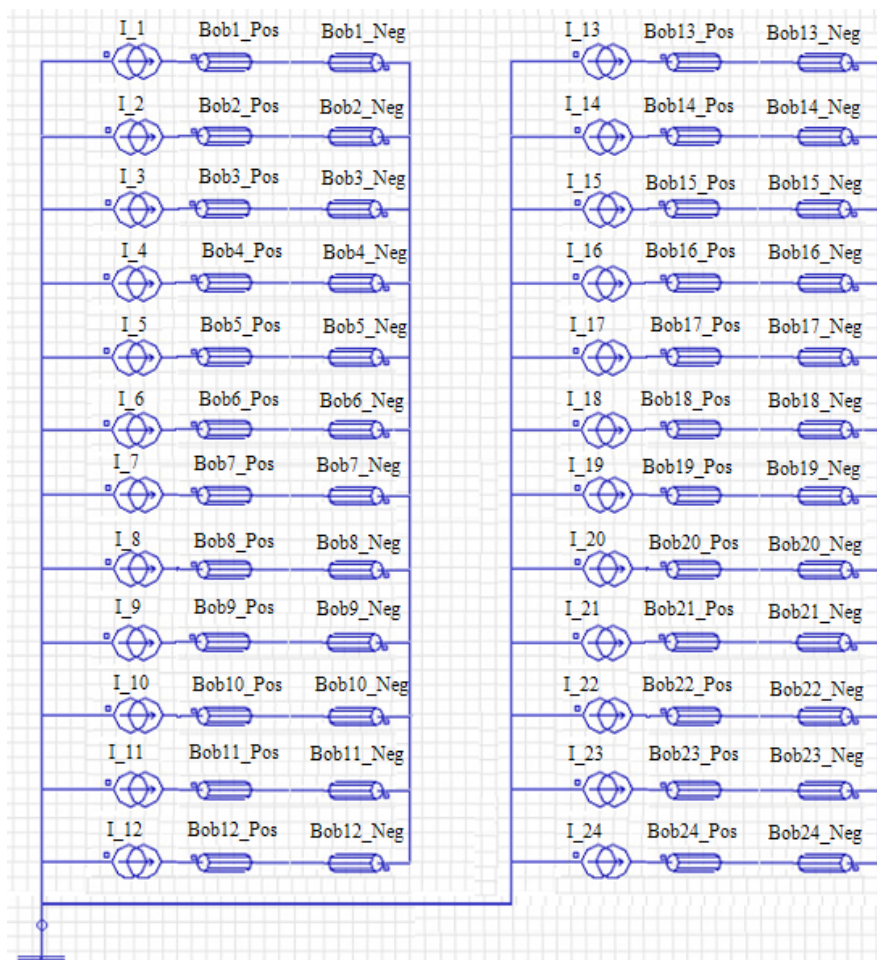 I_1 Bob1_Pos Bob1_Neg I_13 Bob13_Pos Bob13_Neg
I_2 Bob2_Pos Bob2_Neg I_14 Bob14_Pos Bob14_Neg
I_3 Bob3_Pos Bob3_Neg I_15 Bob15_Pos Bob15_Neg
I_4 Bob4_Pos Bob4_Neg I_16 Bob16_Pos Bob16_Neg
I_5 Bob5_Pos Bob5_Neg I_17 Bob17_Pos Bob17_Neg
I_6 Bob6_Pos Bob6_Neg I_18 Bob18_Pos Bob18_Neg
I_7 Bob7_Pos Bob7_Neg I_19 Bob19_Pos Bob19_Neg
I_8 Bob8_Pos Bob8_Neg I_20 Bob20_Pos Bob20_Neg
I_9 Bob9_Pos Bob9_Neg I_21 Bob21_Pos Bob21_Neg
I_10 Bob10_Pos Bob10_Neg I_22 Bob22_Pos Bob22_Neg
I_11 Bob11_Pos Bob11_Neg I_23 Bob23_Pos Bob23_Neg
I_12 Bob12_Pos Bob12_Neg I_24 Bob24_Pos Bob24_Neg